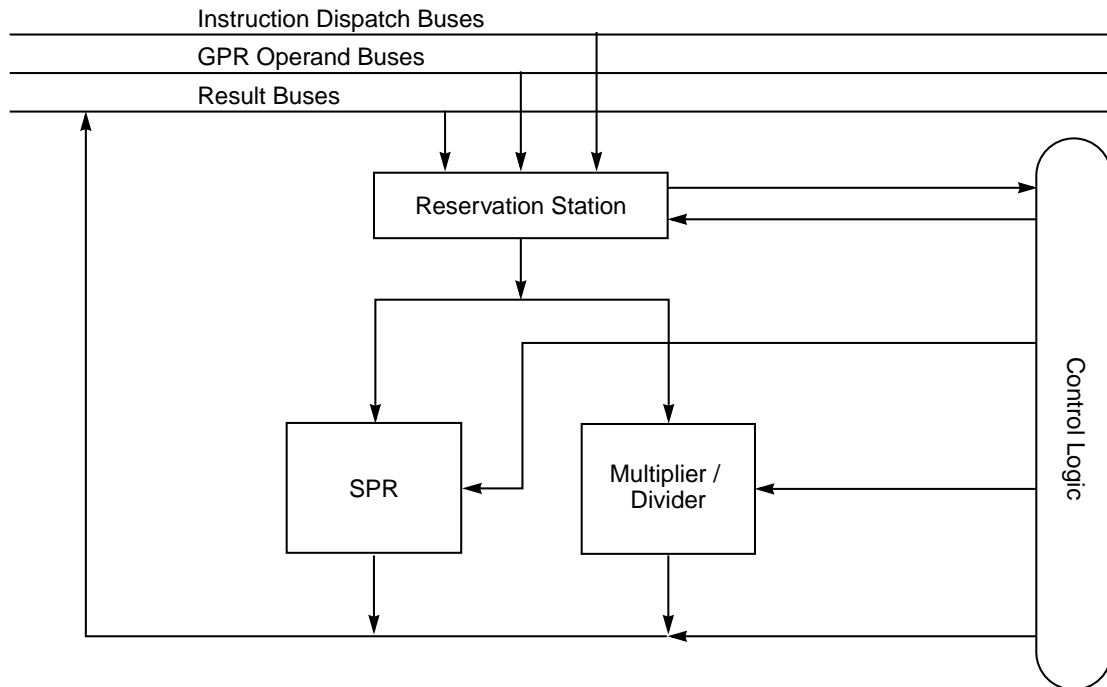 Instruction Dispatch Buses
GPR Operand Buses
Result Buses
Reservation Station
SPR
Multiplier /
Divider
Control Logic